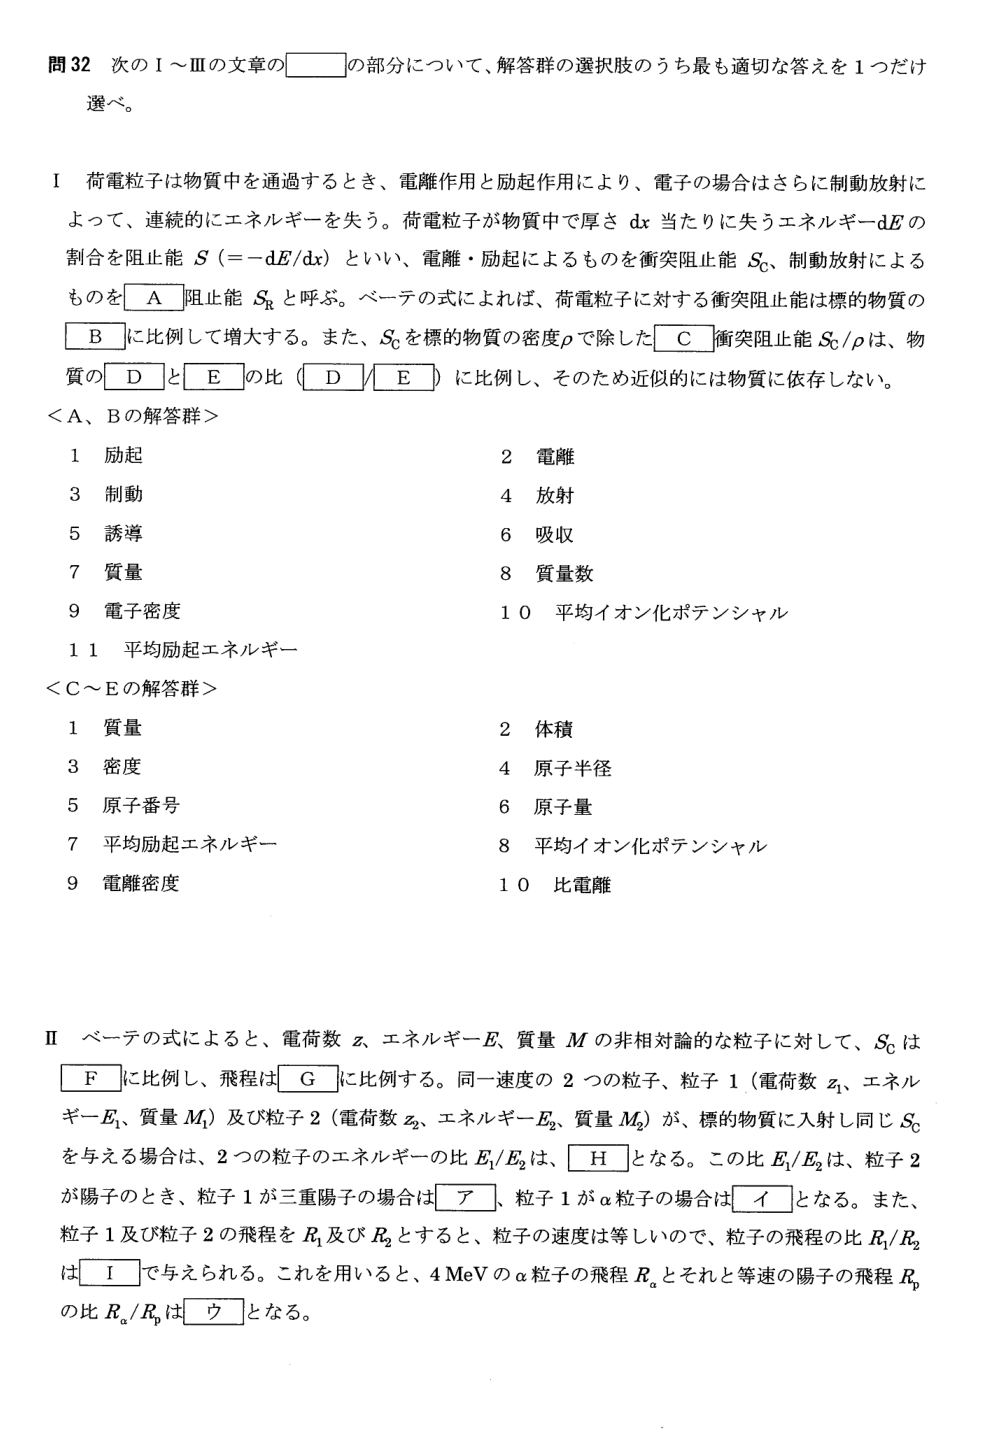 問32 次のⅠ～Ⅲの文章の　　の部分について、解答群の選択肢のうち最も適切な答えを1つだけ
選べ。
Ⅰ 荷電粒子は物質中を通過するとき、電離作用と励起作用により、電子の場合はさらに制動放射に
よって、連続的にエネルギーを失う。荷電粒子が物質中で厚さ dx 当たりに失うエネルギーdE の
割合を阻止能 S（＝－dE/dx）といい、電離・励起によるものを衝突阻止能 S_C、制動放射による
ものを A 阻止能 S_R と呼ぶ。ベーテの式によれば、荷電粒子に対する衝突阻止能は標的物質の
B に比例して増大する。また、S_C を標的物質の密度ρで除した C 衝突阻止能 S_C/ρは、物
質の D と E の比（ D / E ）に比例し、そのため近似的には物質に依存しない。
＜A、Bの解答群＞
1 励起 2 電離
3 制動 4 放射
5 誘導 6 吸収
7 質量 8 質量数
9 電子密度 10 平均イオン化ポテンシャル
11 平均励起エネルギー
＜C～Eの解答群＞
1 質量 2 体積
3 密度 4 原子半径
5 原子番号 6 原子量
7 平均励起エネルギー 8 平均イオン化ポテンシャル
9 電離密度 10 比電離
Ⅱ ベーテの式によると、電荷数 z、エネルギーE、質量 M の非相対論的な粒子に対して、S_C は
F に比例し、飛程は G に比例する。同一速度の 2 つの粒子、粒子 1（電荷数 z₁、エネル
ギーE₁、質量 M₁）及び粒子 2（電荷数 z₂、エネルギーE₂、質量 M₂）が、標的物質に入射し同じ S_C
を与える場合は、2 つの粒子のエネルギーの比 E₁/E₂ は、 H となる。この比 E₁/E₂ は、粒子 2
が陽子のとき、粒子 1 が三重陽子の場合は ア 、粒子 1 がα粒子の場合は イ となる。また、
粒子 1 及び粒子 2 の飛程を R₁ 及び R₂ とすると、粒子の速度は等しいので、粒子の飛程の比 R₁/R₂
は I で与えられる。これを用いると、4 MeV のα粒子の飛程 R_α とそれと等速の陽子の飛程 R_p
の比 R_α/R_p は ウ となる。